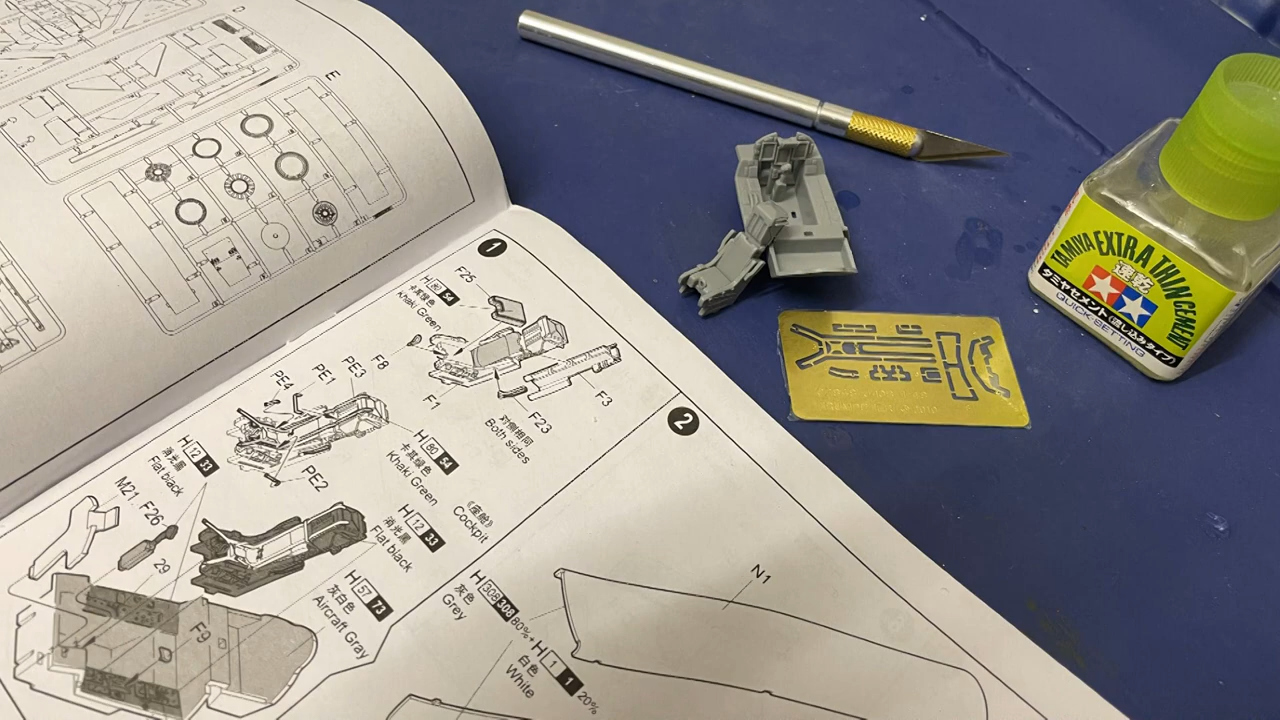 E
1
F25
H 80 54
卡其绿色
Khaki Green
F8
PE3
PE1
PE4
F1
F3
F23
对侧相同
Both sides
H 80 54
卡其绿色
Khaki Green
PE2
H 12 33
消光黑
Flat black
M21. F26
29
《座舱》
Cockpit
H 12 33
消光黑
Flat black
H 57 73
灰白色
Aircraft Gray
F9
2
N1
H 308 308 80%+
灰色
Grey
H 1 1 20%
白色
White
TAMIYA EXTRA THIN CEMENT
速乾
タミヤセメント(流し込みタイプ)
QUICK-SETTING